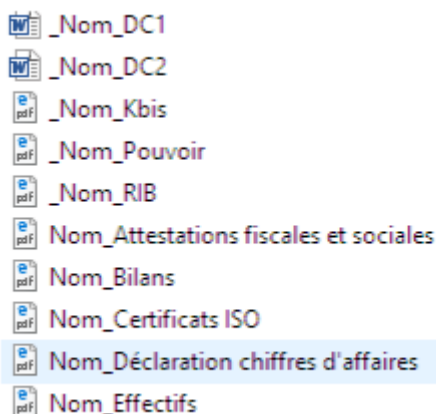 _Nom_DC1
_Nom_DC2
_Nom_Kbis
_Nom_Pouvoir
_Nom_RIB
Nom_Attestations fiscales et sociales
Nom_Bilans
Nom_Certificats ISO
Nom_Déclaration chiffres d'affaires
Nom_Effectifs